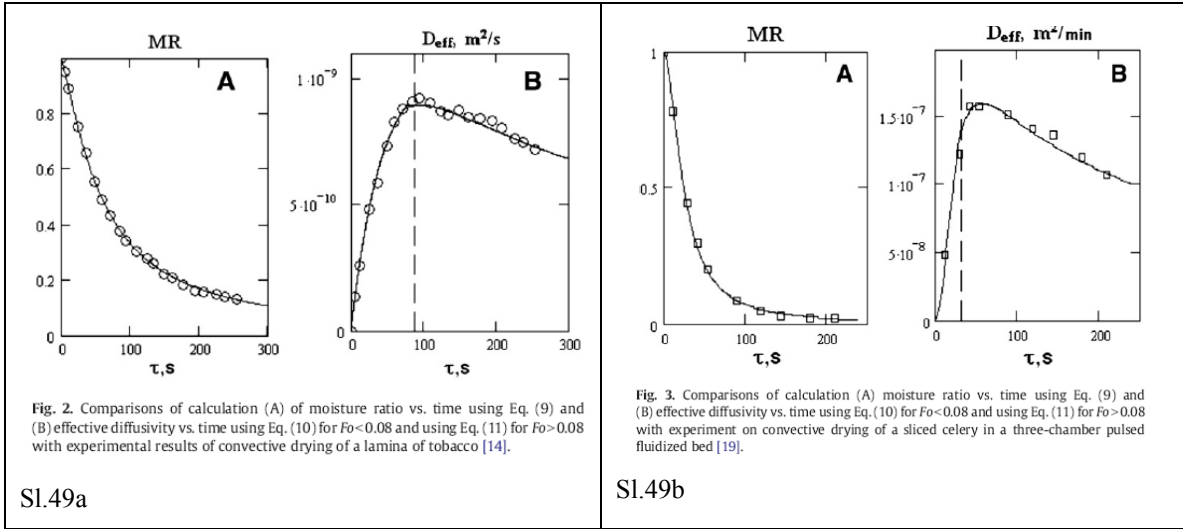 MR
A
0.8
0.6
0.4
0.2
0
0 100 200 300
τ,s
D_eff, m²/s
B
1·10⁻⁹
5·10⁻¹⁰
0
0 100 200 300
τ,s
Fig. 2. Comparisons of calculation (A) of moisture ratio vs. time using Eq. (9) and
(B) effective diffusivity vs. time using Eq. (10) for Fo<0.08 and using Eq. (11) for Fo>0.08
with experimental results of convective drying of a lamina of tobacco [14].
Sl.49a
MR
A
1
0.5
0
0 100 200
τ,s
D_eff, m²/min
B
1.5·10⁻⁷
1·10⁻⁷
5·10⁻⁸
0
0 100 200
τ,s
Fig. 3. Comparisons of calculation (A) moisture ratio vs. time using Eq. (9) and
(B) effective diffusivity vs. time using Eq. (10) for Fo<0.08 and using Eq. (11) for Fo>0.08
with experiment on convective drying of a sliced celery in a three-chamber pulsed
fluidized bed [19].
Sl.49b